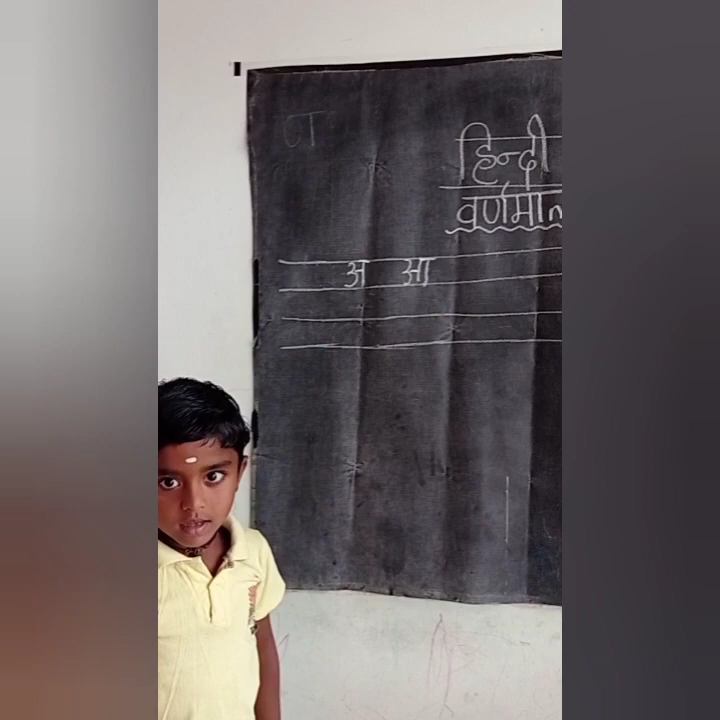 हिन्दी
वर्णमाल
अ आ